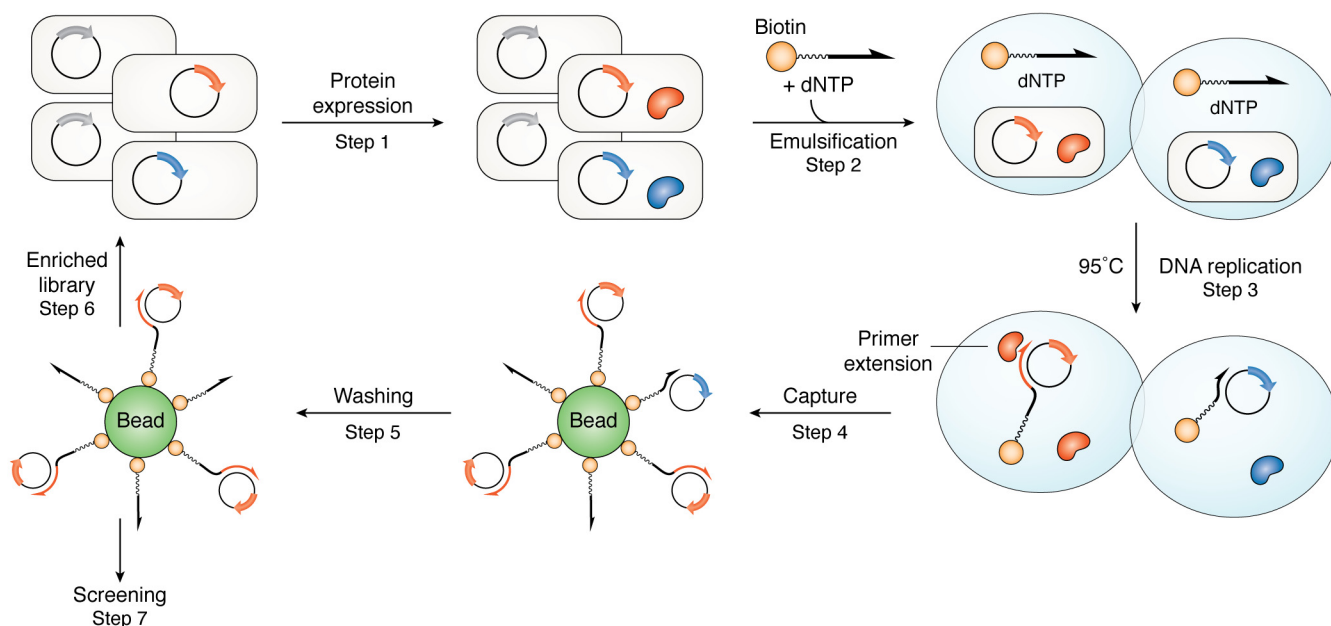 Protein
expression
Step 1
Biotin
+ dNTP
Emulsification
Step 2
dNTP
dNTP
95°C
DNA replication
Step 3
Primer
extension
Capture
Step 4
Bead
Washing
Step 5
Bead
Enriched
library
Step 6
Screening
Step 7